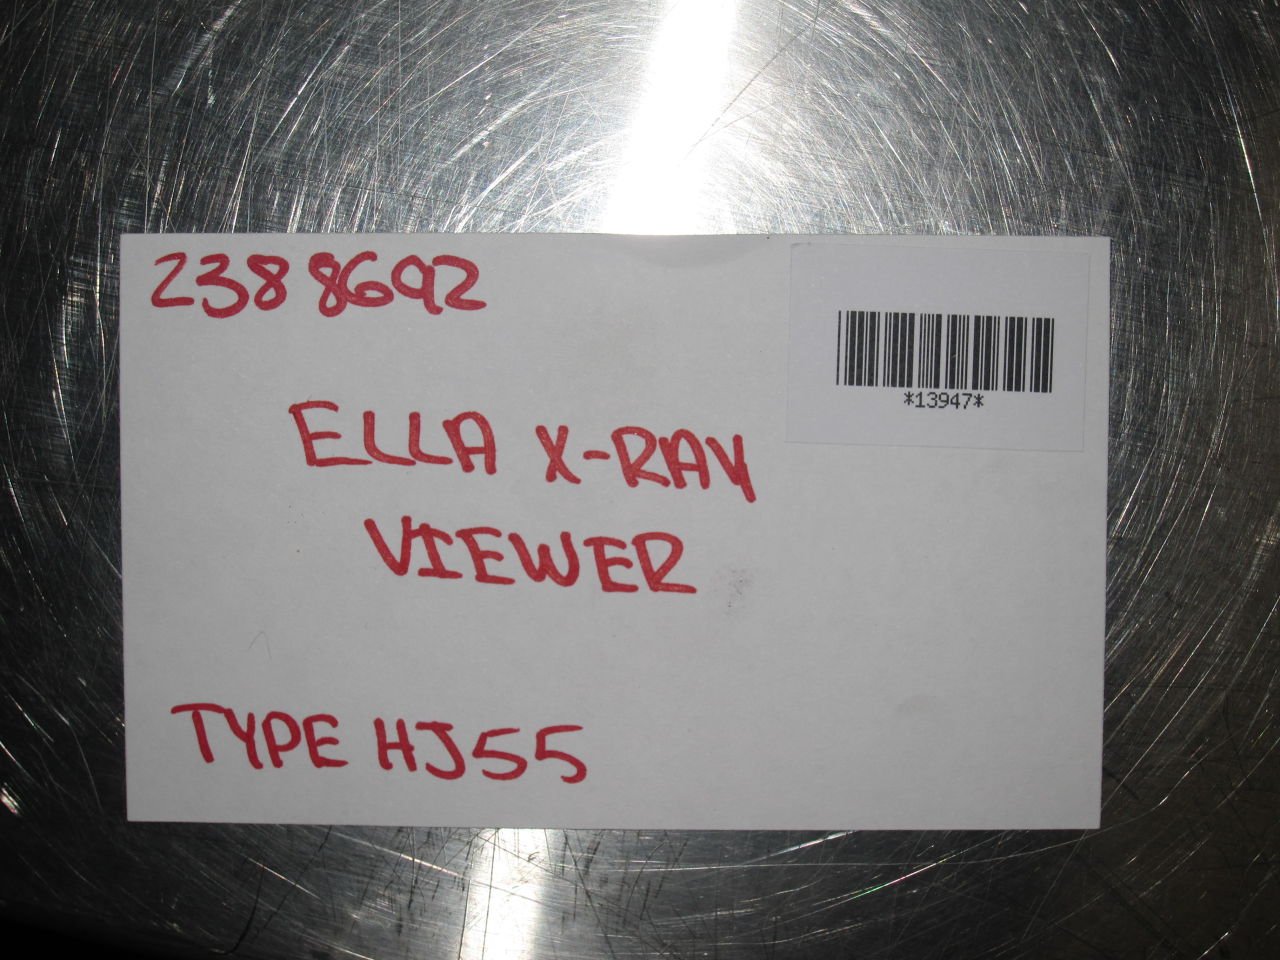 2388692
*13947*
ELLA X-RAY
VIEWER
TYPE HJ55